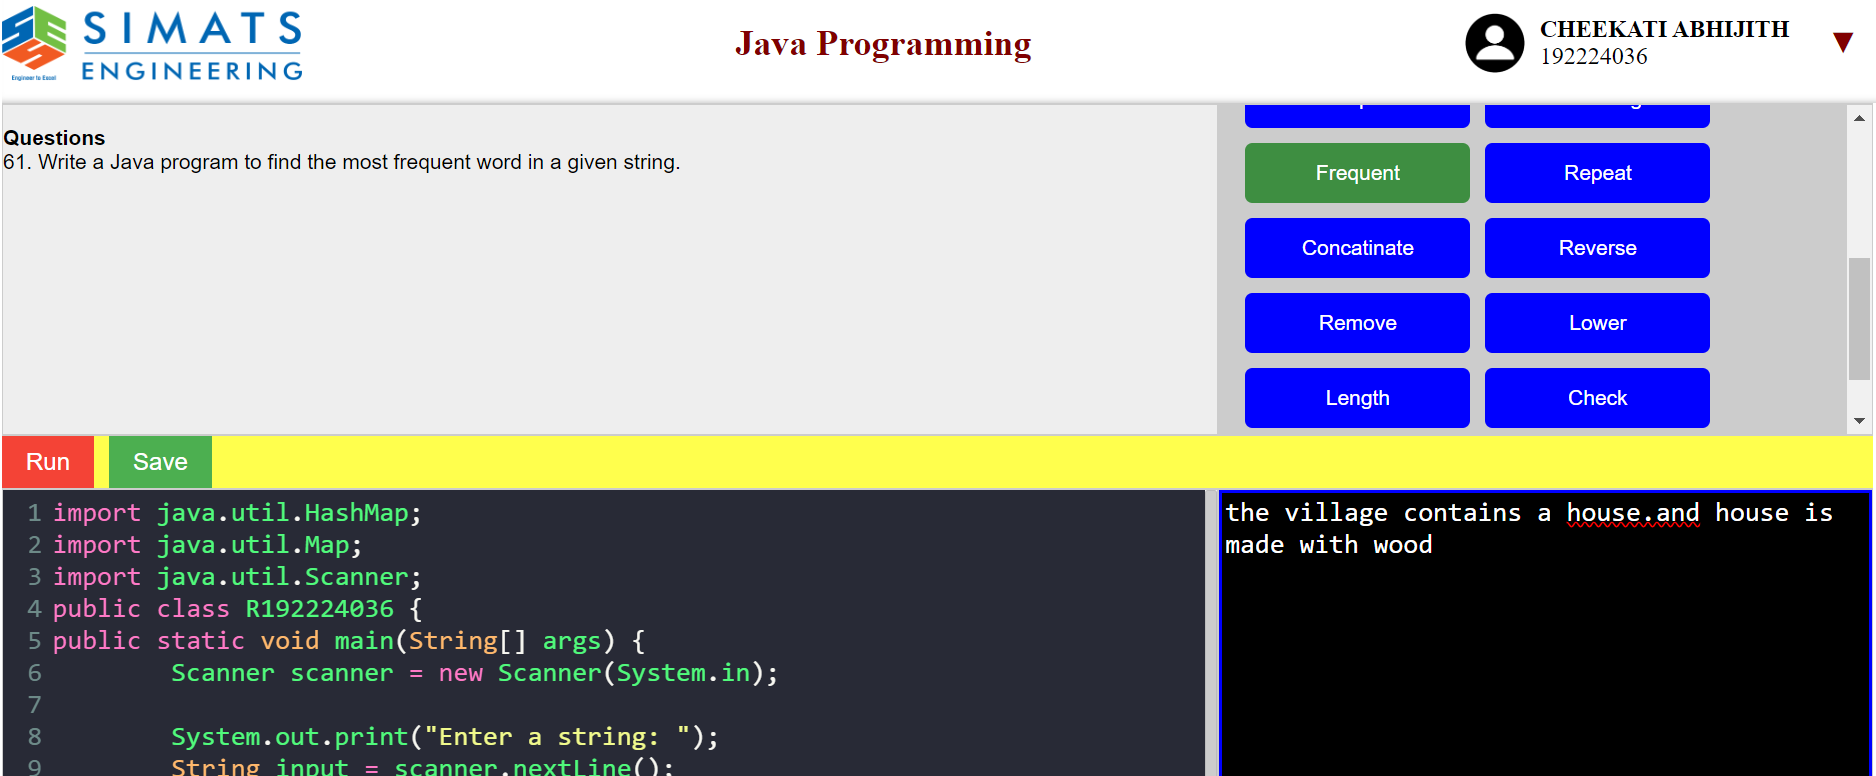 SIMATS
ENGINEERING
Engineer to Excel
Java Programming
CHEEKATI ABHIJITH
192224036
▼
Questions
61. Write a Java program to find the most frequent word in a given string.
Frequent
Repeat
Concatinate
Reverse
Remove
Lower
Length
Check
Run
Save
1 import java.util.HashMap;
2 import java.util.Map;
3 import java.util.Scanner;
4 public class R192224036 {
5 public static void main(String[] args) {
6 Scanner scanner = new Scanner(System.in);
7
8 System.out.print("Enter a string: ");
9 String input = scanner.nextLine();
the village contains a house.and house is
made with wood